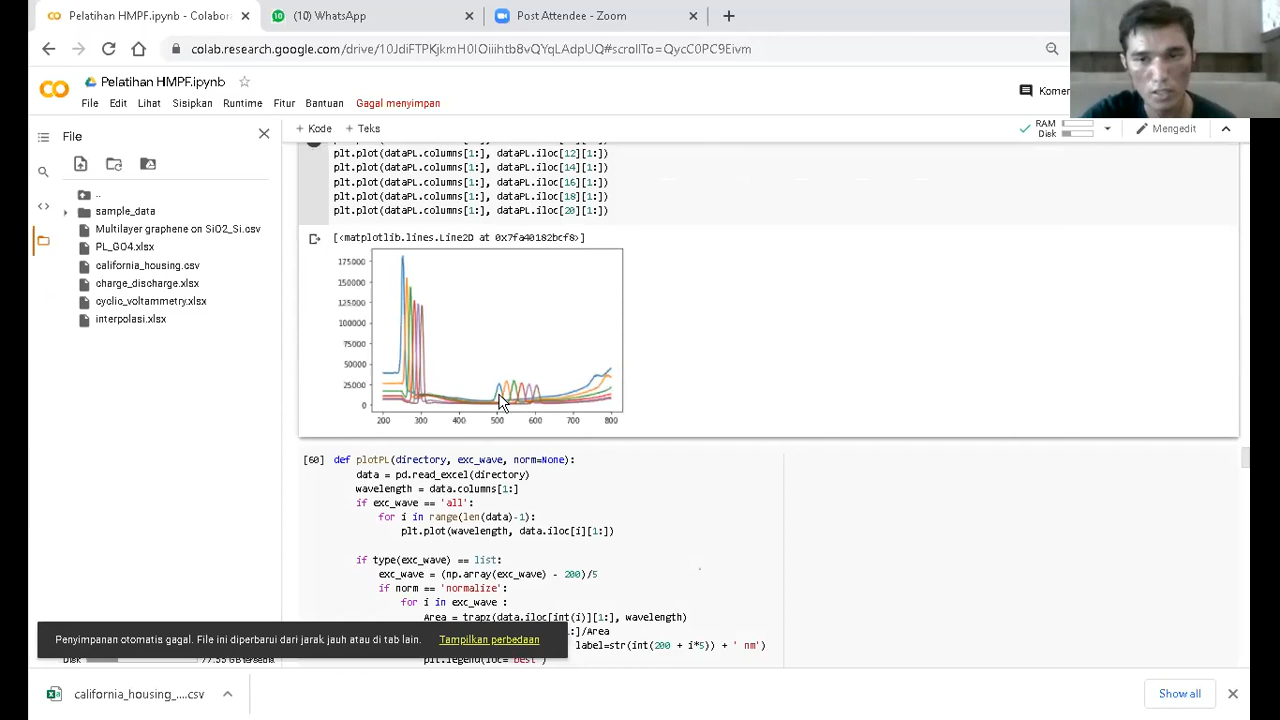 Pelatihan HMPF.ipynb - Colabora
(10) WhatsApp
Post Attendee - Zoom
colab.research.google.com/drive/10JdiFTPKjkmH0IOiiihtb8vQYqLAdpUQ#scrollTo=QycC0PC9Eivm
Pelatihan HMPF.ipynb
File Edit Lihat Sisipkan Runtime Fitur Bantuan Gagal menyimpan
Komen
+ Kode + Teks
RAM
Disk
Mengedit
File
..
sample_data
Multilayer graphene on SiO2_Si.csv
PL_GO4.xlsx
california_housing.csv
charge_discharge.xlsx
cyclic_voltammetry.xlsx
interpolasi.xlsx
plt.plot(dataPL.columns[1:], dataPL.iloc[12][1:])
plt.plot(dataPL.columns[1:], dataPL.iloc[14][1:])
plt.plot(dataPL.columns[1:], dataPL.iloc[16][1:])
plt.plot(dataPL.columns[1:], dataPL.iloc[18][1:])
plt.plot(dataPL.columns[1:], dataPL.iloc[20][1:])
[<matplotlib.lines.Line2D at 0x7fa40182bcf8>]
175000
150000
125000
100000
75000
50000
25000
0
200 300 400 500 600 700 800
[60] def plotPL(directory, exc_wave, norm=None):
data = pd.read_excel(directory)
wavelength = data.columns[1:]
if exc_wave == 'all':
for i in range(len(data)-1):
plt.plot(wavelength, data.iloc[i][1:])
if type(exc_wave) == list:
exc_wave = (np.array(exc_wave) - 200)/5
if norm == 'normalize':
for i in exc_wave :
Area = trapz(data.iloc[int(i)][1:], wavelength)
:]/Area
label=str(int(200 + i*5)) + ' nm')
plt.legend(loc='best')
Penyimpanan otomatis gagal. File ini diperbarui dari jarak jauh atau di tab lain. Tampilkan perbedaan
Disk
california_housing_....csv
Show all